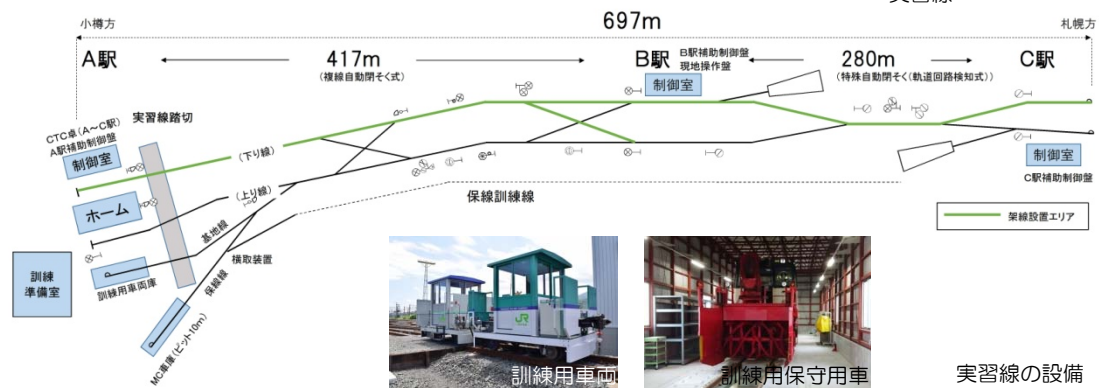 実習線
小樽方
697m
札幌方
A駅
417m
(複線自動閉そく式)
B駅
B駅補助制御盤
現地操作盤
制御室
280m
(特殊自動閉そく(軌道回路検知式))
C駅
CTC卓(A~C駅)
A駅補助制御盤
制御室
実習線踏切
(下り線)
ホーム
(上り線)
基地線
横取装置
保線線
保線訓練線
制御室
C駅補助制御盤
架線設置エリア
訓練
準備室
訓練用車両庫
MC車庫(ピット10m)
JR
訓練用車両
訓練用保守用車
実習線の設備